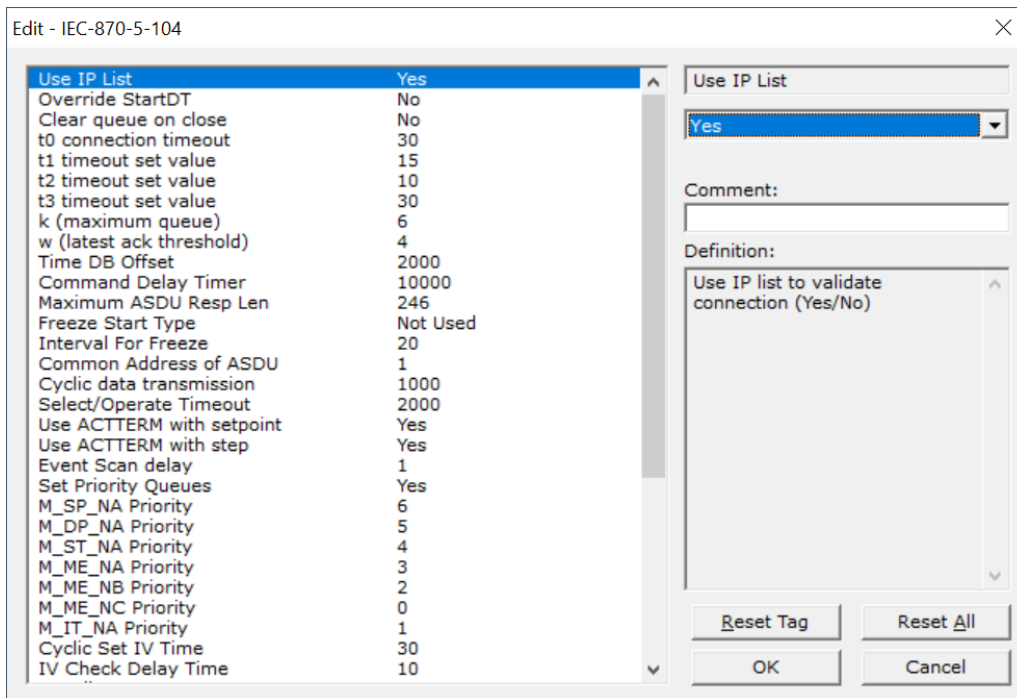 Edit - IEC-870-5-104
Use IP List Yes
Override StartDT No
Clear queue on close No
t0 connection timeout 30
t1 timeout set value 15
t2 timeout set value 10
t3 timeout set value 30
k (maximum queue) 6
w (latest ack threshold) 4
Time DB Offset 2000
Command Delay Timer 10000
Maximum ASDU Resp Len 246
Freeze Start Type Not Used
Interval For Freeze 20
Common Address of ASDU 1
Cyclic data transmission 1000
Select/Operate Timeout 2000
Use ACTTERM with setpoint Yes
Use ACTTERM with step Yes
Event Scan delay 1
Set Priority Queues Yes
M_SP_NA Priority 6
M_DP_NA Priority 5
M_ST_NA Priority 4
M_ME_NA Priority 3
M_ME_NB Priority 2
M_ME_NC Priority 0
M_IT_NA Priority 1
Cyclic Set IV Time 30
IV Check Delay Time 10
Use IP List
Yes
Comment:
Definition:
Use IP list to validate
connection (Yes/No)
Reset Tag Reset All
OK Cancel